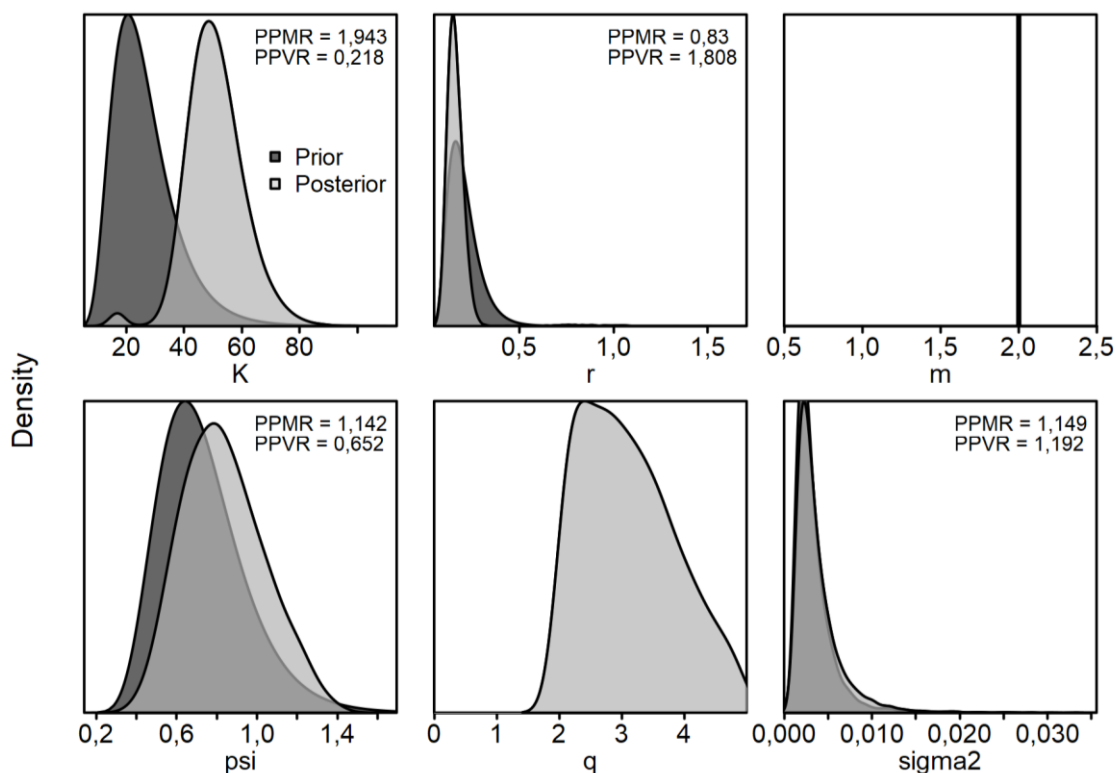 PPMR = 1,943
PPVR = 0,218
Prior
Posterior
20 40 60 80
K
PPMR = 0,83
PPVR = 1,808
0,5 1,0 1,5
r
0,5 1,0 1,5 2,0 2,5
m
Density
PPMR = 1,142
PPVR = 0,652
0,2 0,6 1,0 1,4
psi
0 1 2 3 4
q
PPMR = 1,149
PPVR = 1,192
0,000 0,010 0,020 0,030
sigma2